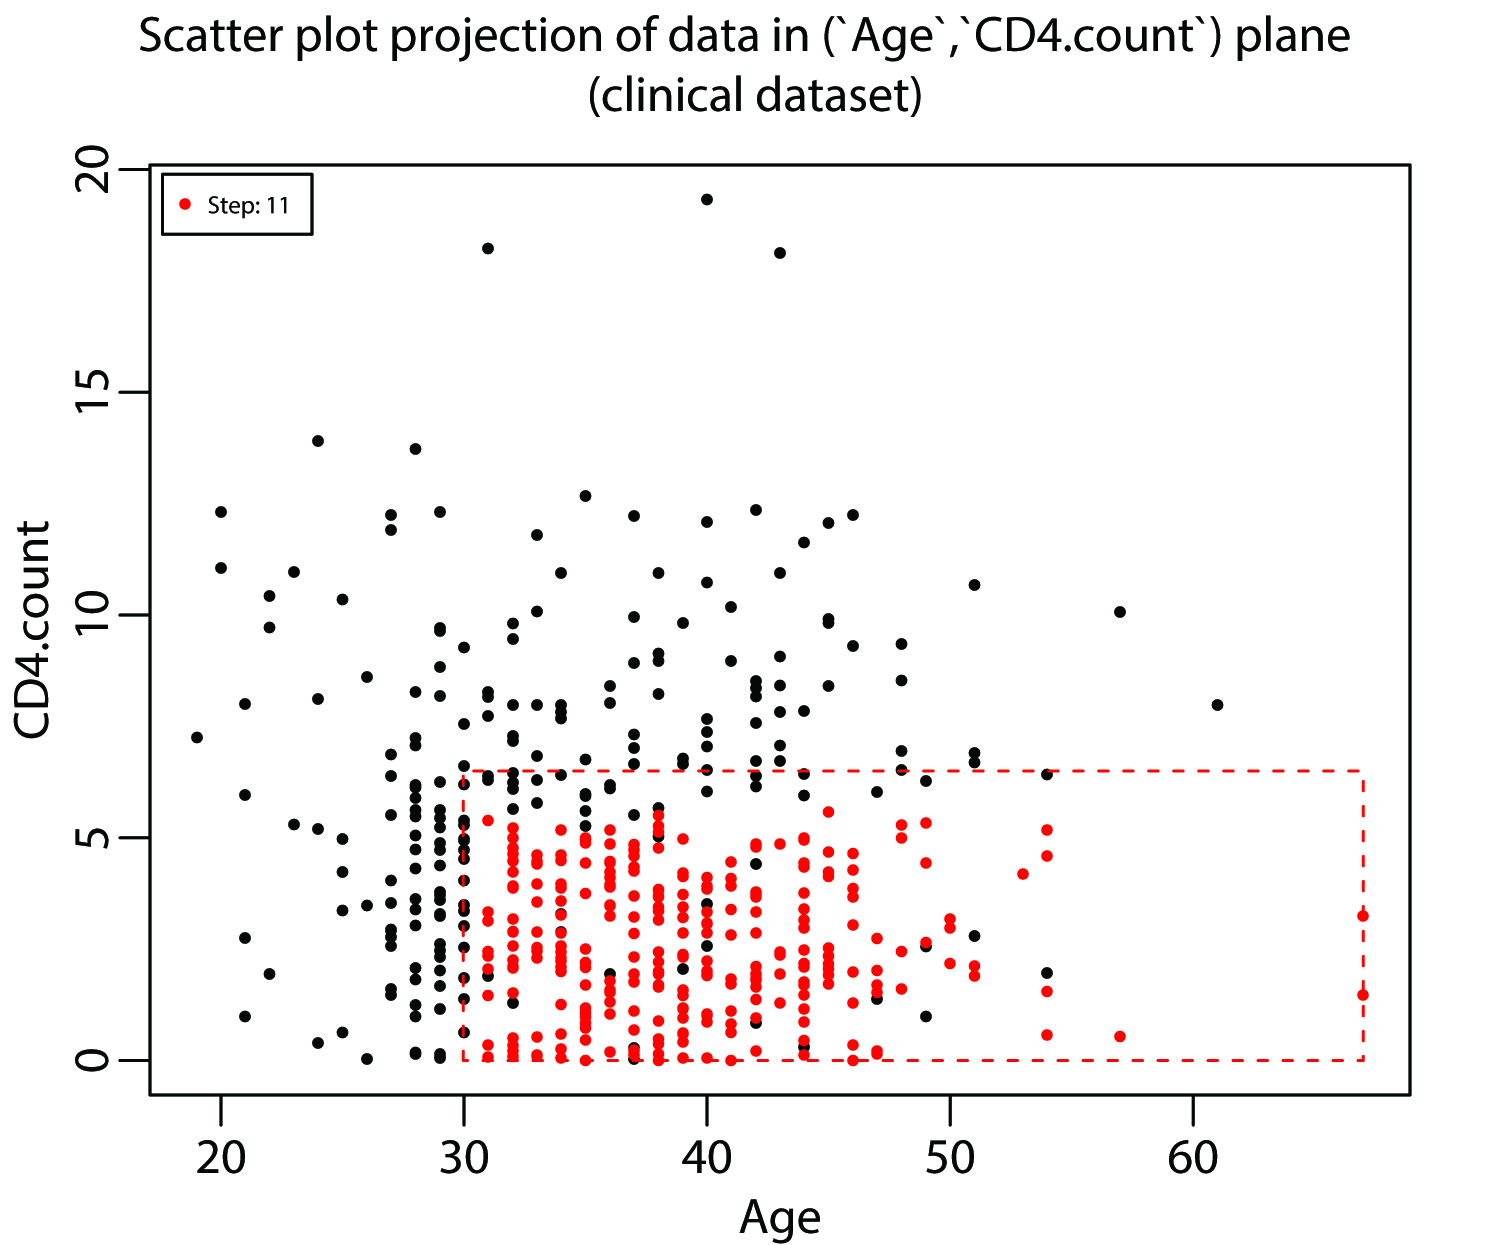 Scatter plot projection of data in (`Age`,`CD4.count`) plane
(clinical dataset)
Step: 11
CD4.count
20
15
10
5
0
20 30 40 50 60
Age